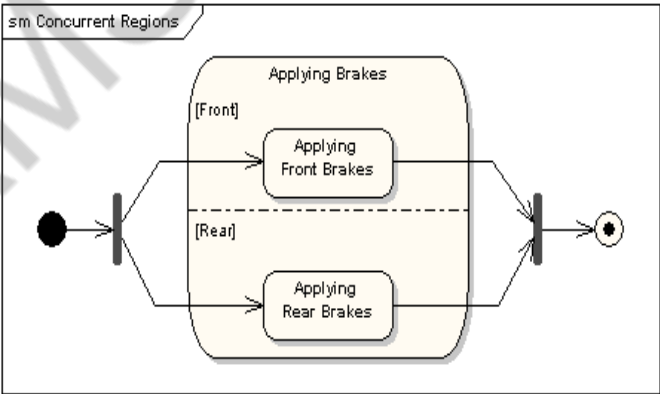 sm Concurrent Regions
Applying Brakes
[Front]
Applying
Front Brakes
[Rear]
Applying
Rear Brakes